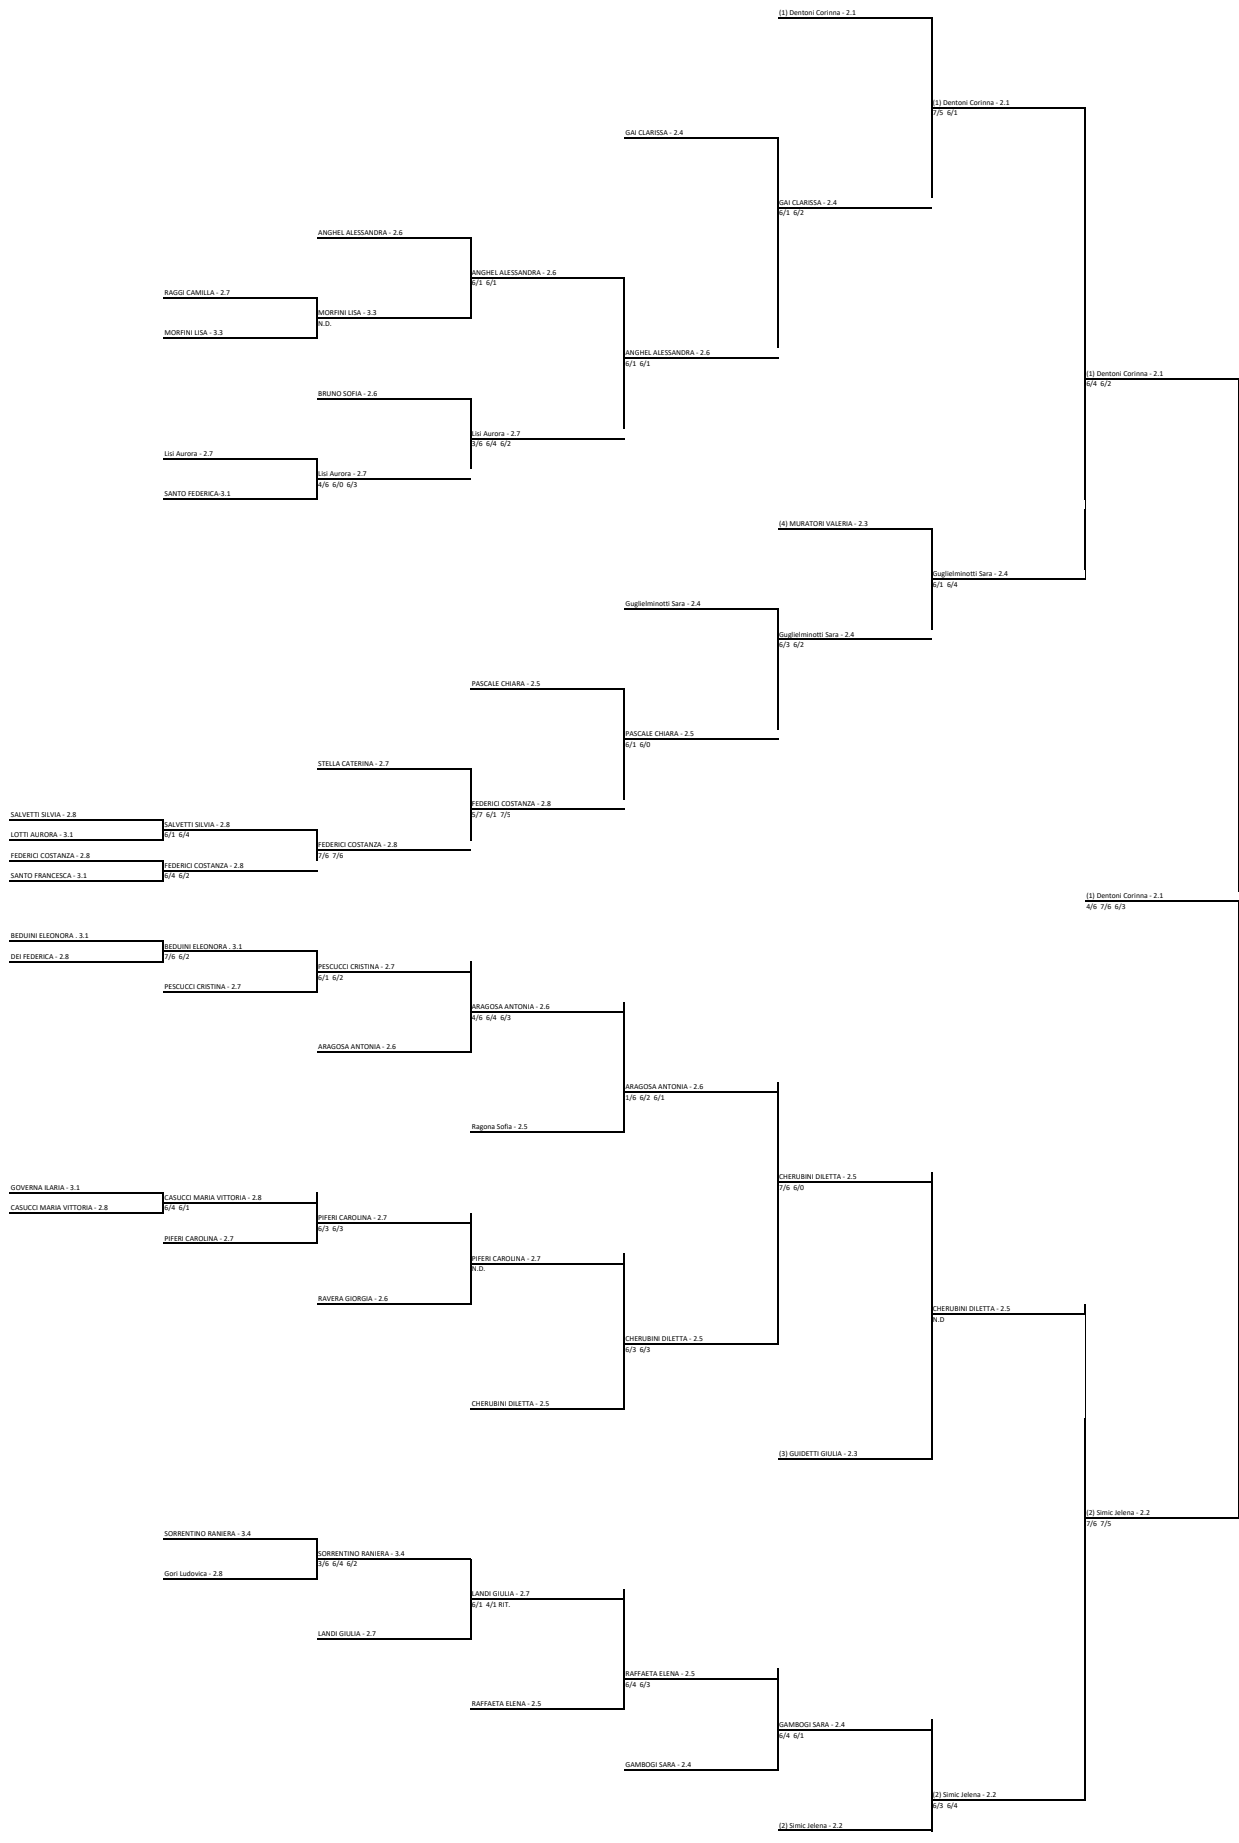 (1) Dentoni Corinna - 2.1
(1) Dentoni Corinna - 2.1
7/5 6/1
GAI CLARISSA - 2.4
GAI CLARISSA - 2.4
6/1 6/2
ANGHEL ALESSANDRA - 2.6
ANGHEL ALESSANDRA - 2.6
6/1 6/1
RAGGI CAMILLA - 2.7
MORFINI LISA - 3.3
N.D.
MORFINI LISA - 3.3
ANGHEL ALESSANDRA - 2.6
6/1 6/1
(1) Dentoni Corinna - 2.1
6/4 6/2
BRUNO SOFIA - 2.6
Lisi Aurora - 2.7
3/6 6/4 6/2
Lisi Aurora - 2.7
Lisi Aurora - 2.7
4/6 6/0 6/3
SANTO FEDERICA-3.1
(4) MURATORI VALERIA - 2.3
Guglielminotti Sara - 2.4
6/1 6/4
Guglielminotti Sara - 2.4
Guglielminotti Sara - 2.4
6/3 6/2
PASCALE CHIARA - 2.5
PASCALE CHIARA - 2.5
6/1 6/0
STELLA CATERINA - 2.7
FEDERICI COSTANZA - 2.8
5/7 6/1 7/5
SALVETTI SILVIA - 2.8
SALVETTI SILVIA - 2.8
6/1 6/4
LOTTI AURORA - 3.1
FEDERICI COSTANZA - 2.8
7/6 7/6
FEDERICI COSTANZA - 2.8
FEDERICI COSTANZA - 2.8
6/4 6/2
SANTO FRANCESCA - 3.1
(1) Dentoni Corinna - 2.1
4/6 7/6 6/3
BEDUINI ELEONORA . 3.1
BEDUINI ELEONORA . 3.1
7/6 6/2
DEI FEDERICA - 2.8
PESCUCCI CRISTINA - 2.7
6/1 6/2
PESCUCCI CRISTINA - 2.7
ARAGOSA ANTONIA - 2.6
4/6 6/4 6/3
ARAGOSA ANTONIA - 2.6
ARAGOSA ANTONIA - 2.6
1/6 6/2 6/1
Ragona Sofia - 2.5
CHERUBINI DILETTA - 2.5
7/6 6/0
GOVERNA ILARIA - 3.1
CASUCCI MARIA VITTORIA - 2.8
6/4 6/1
CASUCCI MARIA VITTORIA - 2.8
PIFERI CAROLINA - 2.7
6/3 6/3
PIFERI CAROLINA - 2.7
PIFERI CAROLINA - 2.7
N.D.
RAVERA GIORGIA - 2.6
CHERUBINI DILETTA - 2.5
N.D
CHERUBINI DILETTA - 2.5
6/3 6/3
CHERUBINI DILETTA - 2.5
(3) GUIDETTI GIULIA - 2.3
(2) Simic Jelena - 2.2
7/6 7/5
SORRENTINO RANIERA - 3.4
SORRENTINO RANIERA - 3.4
3/6 6/4 6/2
Gori Ludovica - 2.8
LANDI GIULIA - 2.7
6/1 4/1 RIT.
LANDI GIULIA - 2.7
RAFFAETA ELENA - 2.5
6/4 6/3
RAFFAETA ELENA - 2.5
GAMBOGI SARA - 2.4
6/4 6/1
GAMBOGI SARA - 2.4
(2) Simic Jelena - 2.2
6/3 6/4
(2) Simic Jelena - 2.2